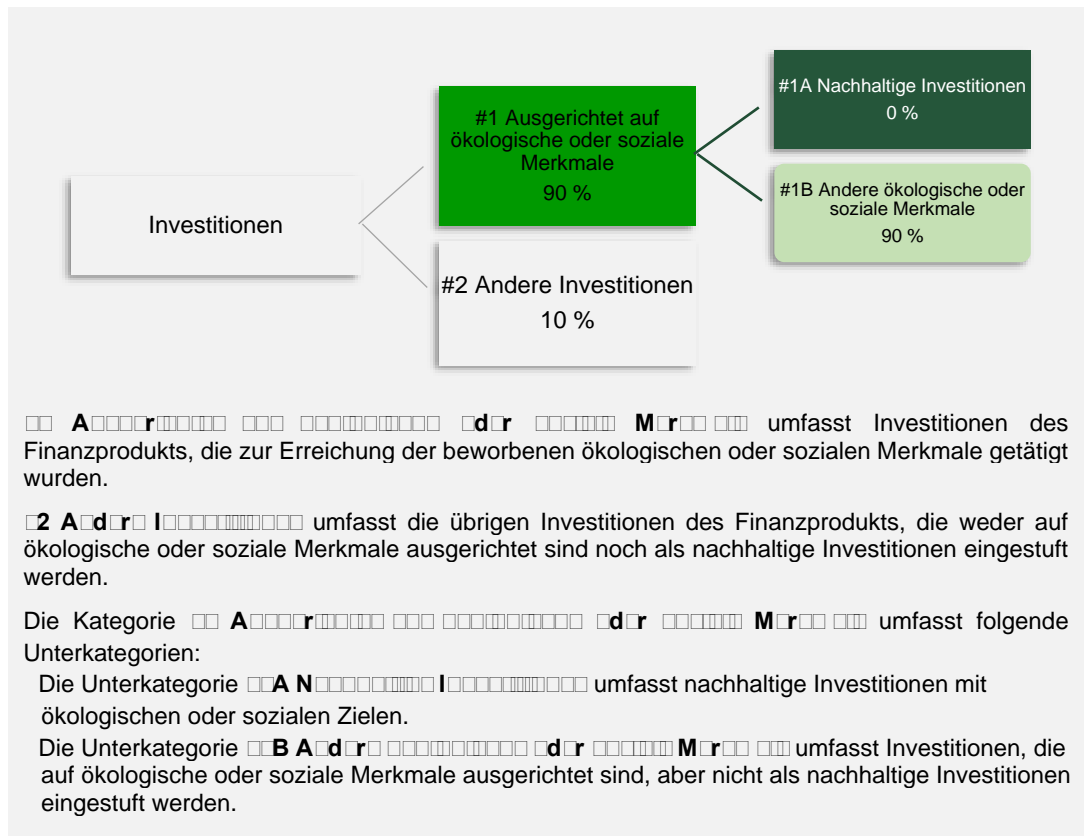 #1A Nachhaltige Investitionen
0 %
#1 Ausgerichtet auf
ökologische oder soziale
Merkmale
90 %
#1B Andere ökologische oder
soziale Merkmale
90 %
Investitionen
#2 Andere Investitionen
10 %
umfasst Investitionen des
Finanzprodukts, die zur Erreichung der beworbenen ökologischen oder sozialen Merkmale getätigt
wurden.
umfasst die übrigen Investitionen des Finanzprodukts, die weder auf
ökologische oder soziale Merkmale ausgerichtet sind noch als nachhaltige Investitionen eingestuft
werden.
Die Kategorie umfasst folgende
Unterkategorien:
Die Unterkategorie umfasst nachhaltige Investitionen mit
ökologischen oder sozialen Zielen.
Die Unterkategorie umfasst Investitionen, die
auf ökologische oder soziale Merkmale ausgerichtet sind, aber nicht als nachhaltige Investitionen
eingestuft werden.